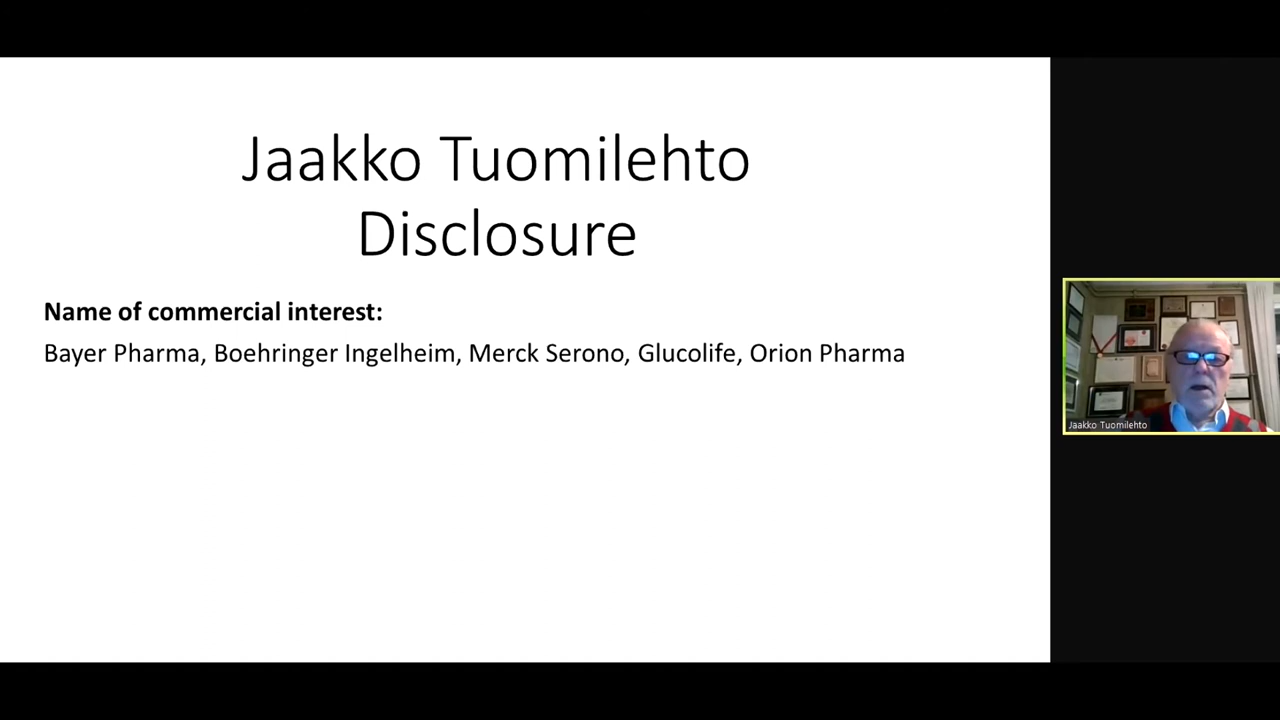 Jaakko Tuomilehto
Disclosure
Name of commercial interest:
Bayer Pharma, Boehringer Ingelheim, Merck Serono, Glucolife, Orion Pharma
Jaakko Tuomilehto